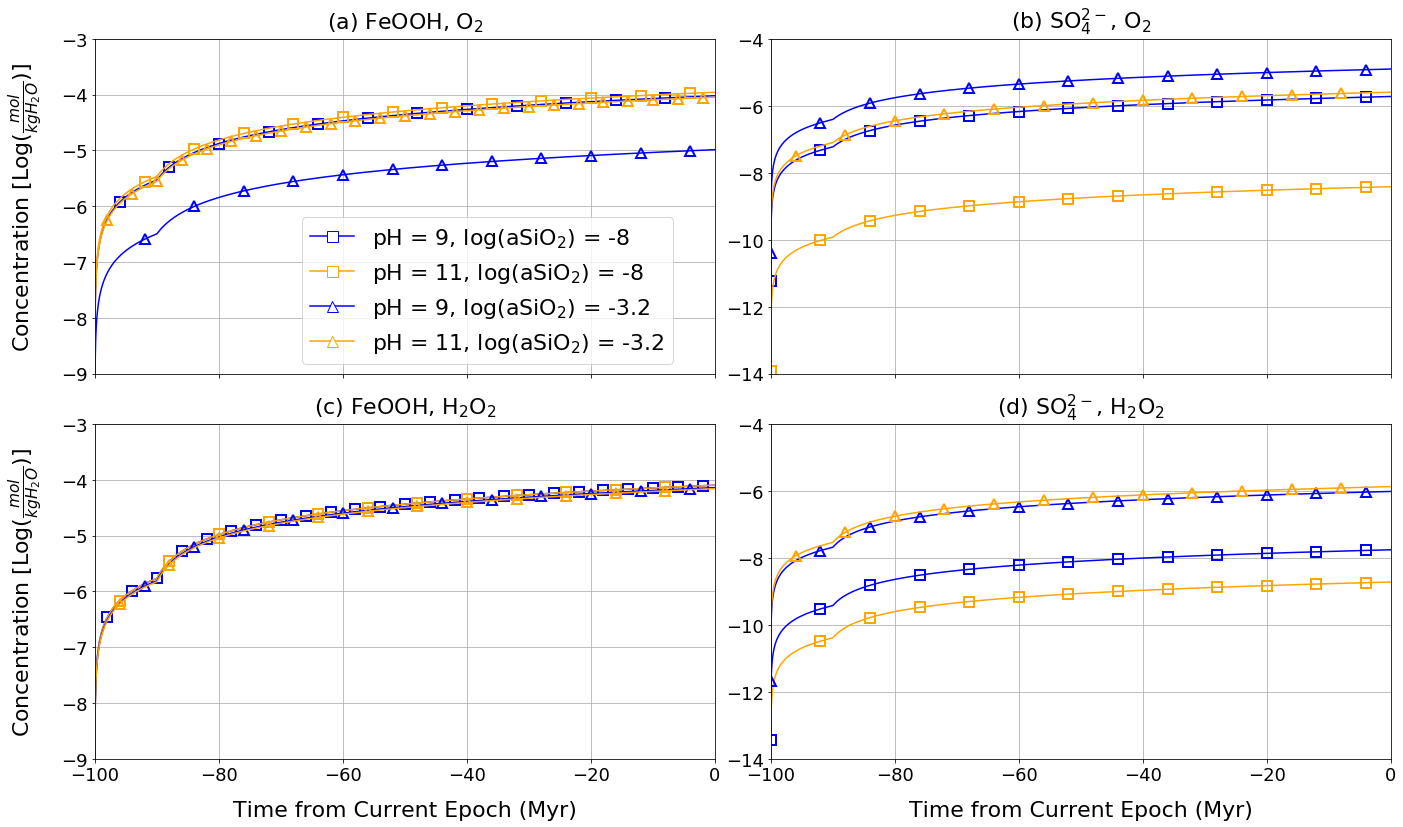 (a) FeOOH, O₂
(b) SO₄²⁻, O₂
Concentration [Log(mol/kgH₂O)]
−3
−4
−5
−6
−7
−8
−9
pH = 9, log(aSiO₂) = -8
pH = 11, log(aSiO₂) = -8
pH = 9, log(aSiO₂) = -3.2
pH = 11, log(aSiO₂) = -3.2
−4
−6
−8
−10
−12
−14
(c) FeOOH, H₂O₂
(d) SO₄²⁻, H₂O₂
Concentration [Log(mol/kgH₂O)]
−3
−4
−5
−6
−7
−8
−9
−100 −80 −60 −40 −20 0
Time from Current Epoch (Myr)
−4
−6
−8
−10
−12
−14
−100 −80 −60 −40 −20 0
Time from Current Epoch (Myr)